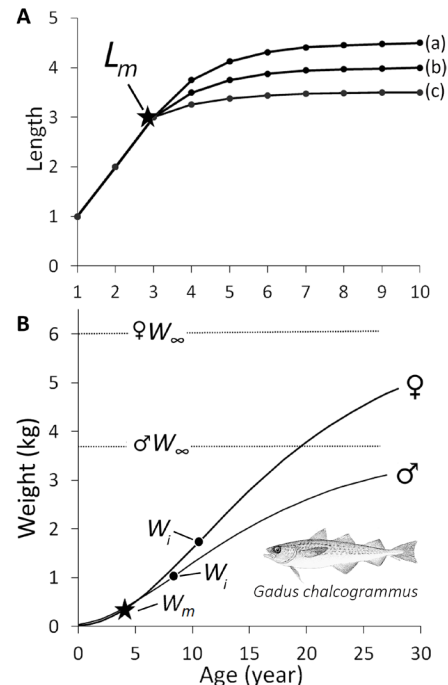 A
5
4
3
2
1
0
Length
Lm
(a)
(b)
(c)
1 2 3 4 5 6 7 8 9 10
B
6
5
4
3
2
1
0
Weight (kg)
♀W∞
♂W∞
♀
♂
Wi
Wi
Wm
Gadus chalcogrammus
0 5 10 15 20 25 30
Age (year)